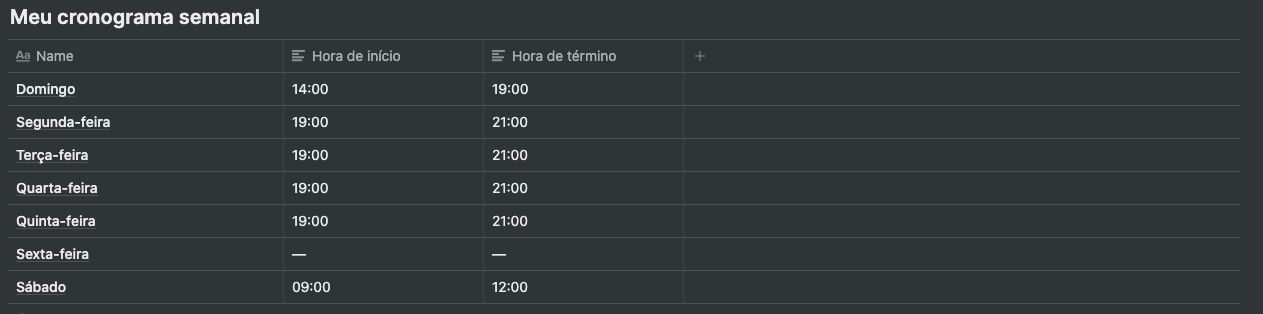 Meu cronograma semanal
Aa Name Hora de início Hora de término +
Domingo 14:00 19:00
Segunda-feira 19:00 21:00
Terça-feira 19:00 21:00
Quarta-feira 19:00 21:00
Quinta-feira 19:00 21:00
Sexta-feira — —
Sábado 09:00 12:00